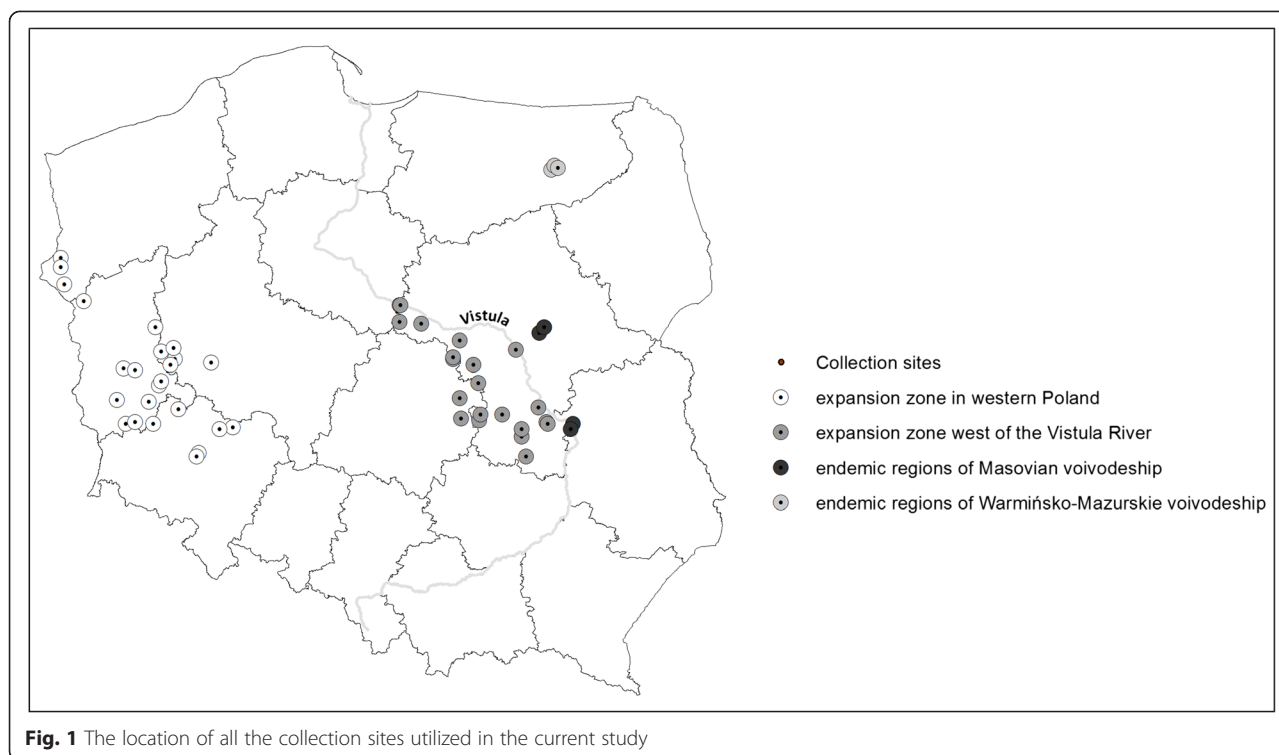 Vistula
Collection sites
expansion zone in western Poland
expansion zone west of the Vistula River
endemic regions of Masovian voivodeship
endemic regions of Warmińsko-Mazurskie voivodeship
Fig. 1 The location of all the collection sites utilized in the current study